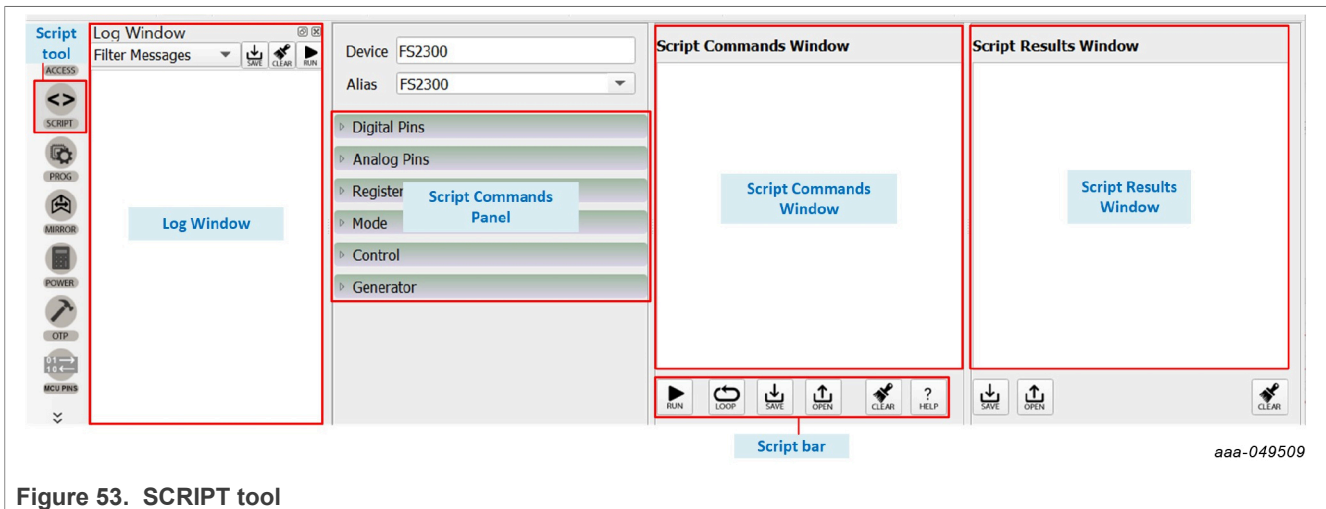 Script
tool
ACCESS
SCRIPT
PROG
MIRROR
POWER
OTP
01
10
MCU PINS
Log Window
Filter Messages
SAVE
CLEAR
RUN
Log Window
Device FS2300
Alias FS2300
Digital Pins
Analog Pins
Register
Mode
Control
Generator
Script Commands
Panel
Script Commands Window
Script Commands
Window
RUN
LOOP
SAVE
OPEN
CLEAR
?
HELP
Script bar
Script Results Window
Script Results
Window
SAVE
OPEN
CLEAR
aaa-049509
Figure 53. SCRIPT tool